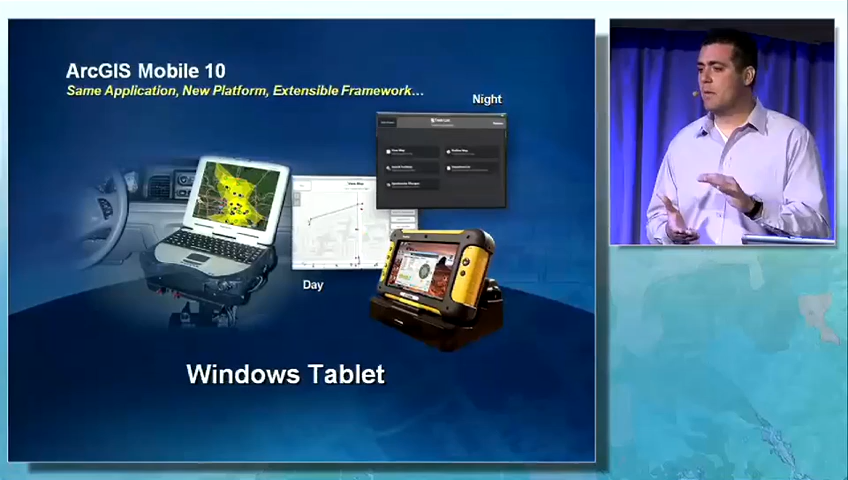 ArcGIS Mobile 10
Same Application, New Platform, Extensible Framework...
Night
Day
Windows Tablet